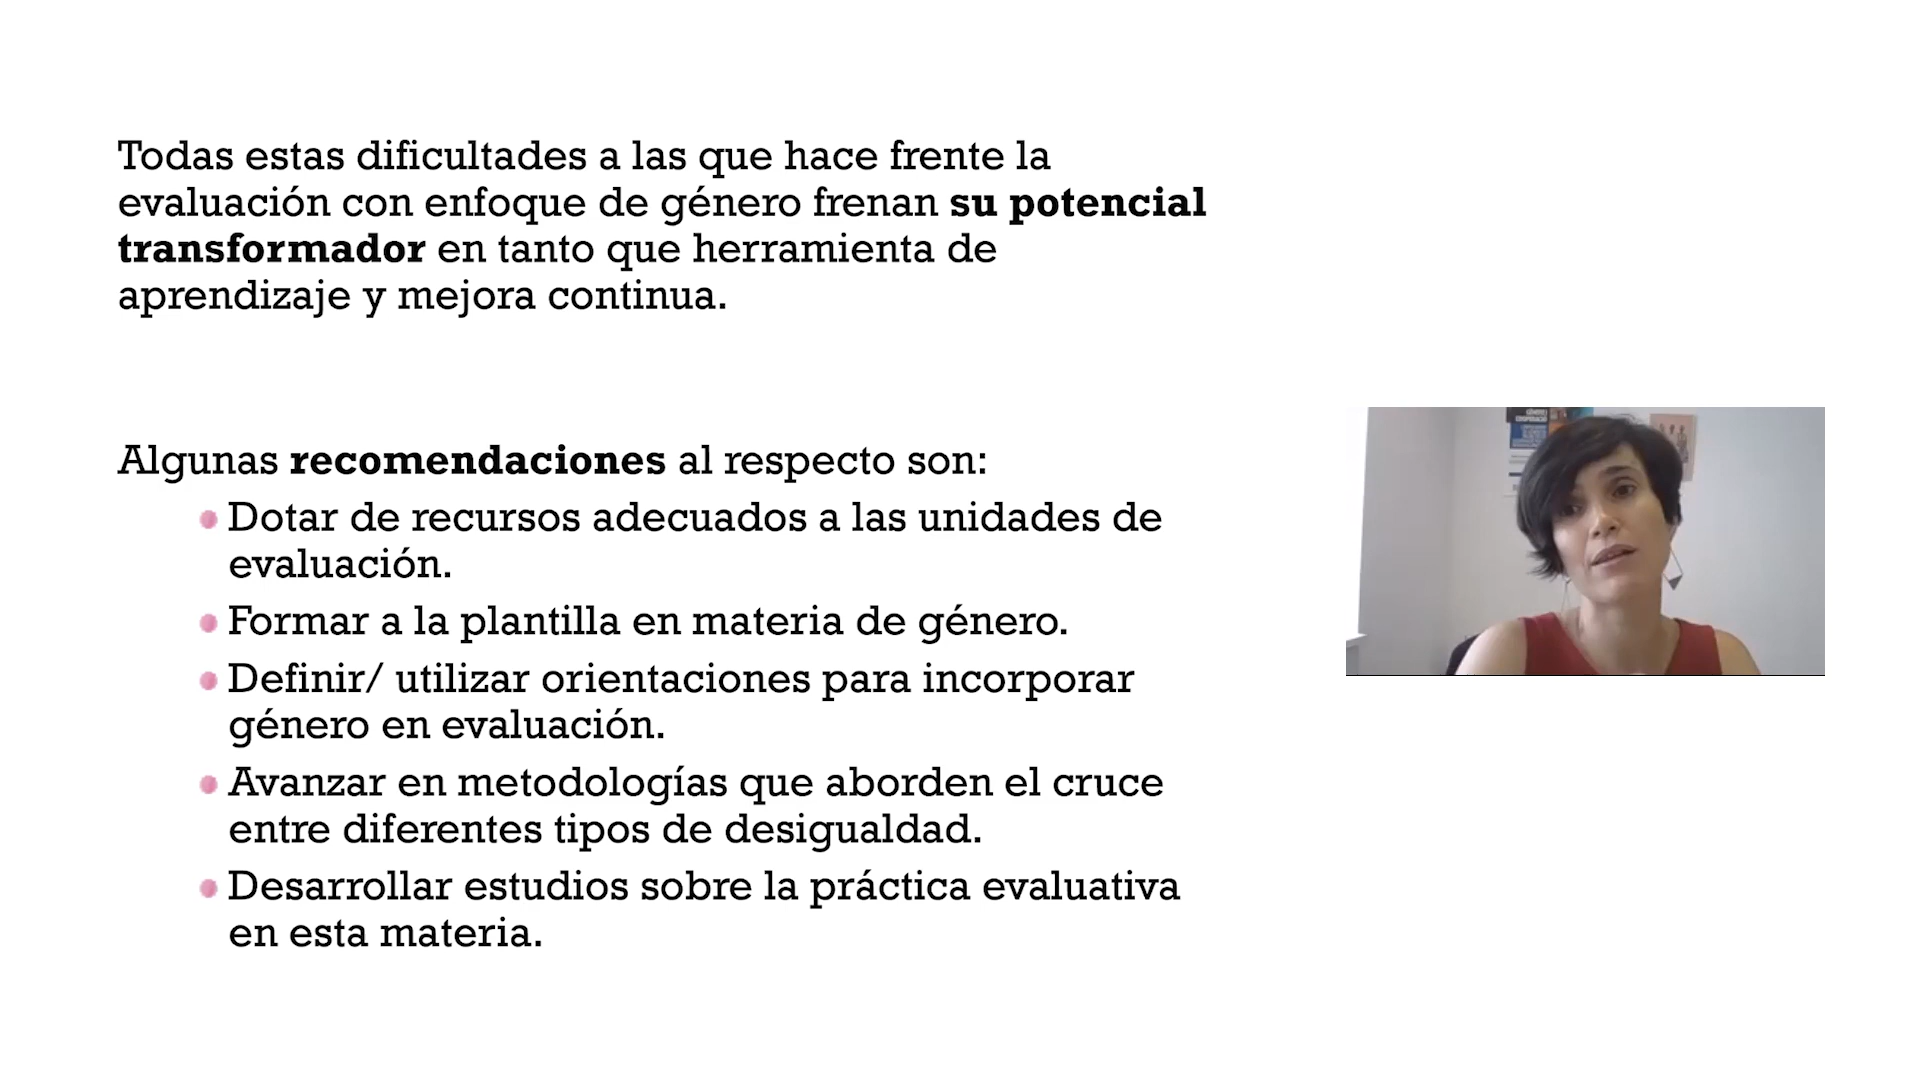 Todas estas dificultades a las que hace frente la
evaluación con enfoque de género frenan su potencial
transformador en tanto que herramienta de
aprendizaje y mejora continua.
Algunas recomendaciones al respecto son:
Dotar de recursos adecuados a las unidades de
evaluación.
Formar a la plantilla en materia de género.
Definir/ utilizar orientaciones para incorporar
género en evaluación.
Avanzar en metodologías que aborden el cruce
entre diferentes tipos de desigualdad.
Desarrollar estudios sobre la práctica evaluativa
en esta materia.